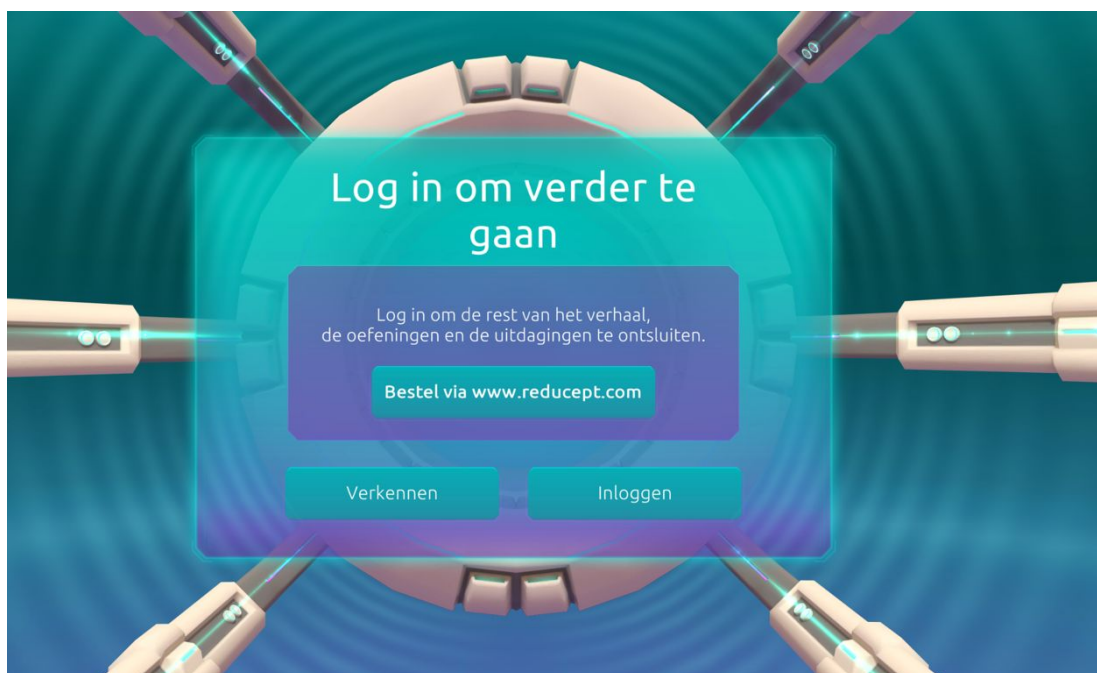 Log in om verder te
gaan
Log in om de rest van het verhaal,
de oefeningen en de uitdagingen te ontsluiten.
Bestel via www.reducept.com
Verkennen
Inloggen